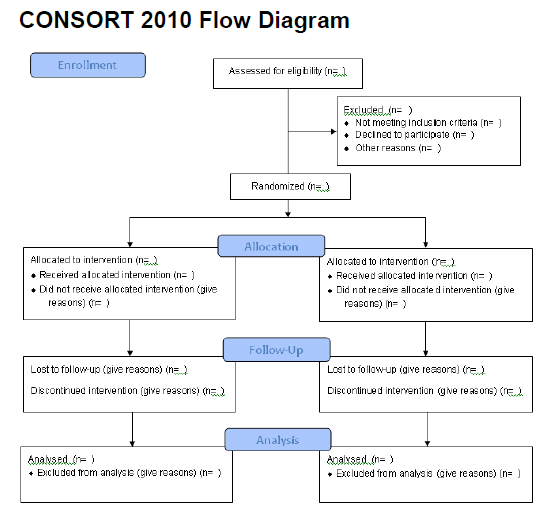 CONSORT 2010 Flow Diagram
Enrollment
Assessed for eligibility (n= )
Excluded (n= )
♦ Not meeting inclusion criteria (n= )
♦ Declined to participate (n= )
♦ Other reasons (n= )
Randomized (n= )
Allocation
Allocated to intervention (n= )
♦ Received allocated intervention (n= )
♦ Did not receive allocated intervention (give
reasons) (n= )
Allocated to intervention (n= )
♦ Received allocated intervention (n= )
♦ Did not receive allocated intervention (give
reasons) (n= )
Follow-Up
Lost to follow-up (give reasons) (n= )
Discontinued intervention (give reasons) (n= )
Lost to follow-up (give reasons) (n= )
Discontinued intervention (give reasons) (n= )
Analysis
Analysed (n= )
♦ Excluded from analysis (give reasons) (n= )
Analysed (n= )
♦ Excluded from analysis (give reasons) (n= )